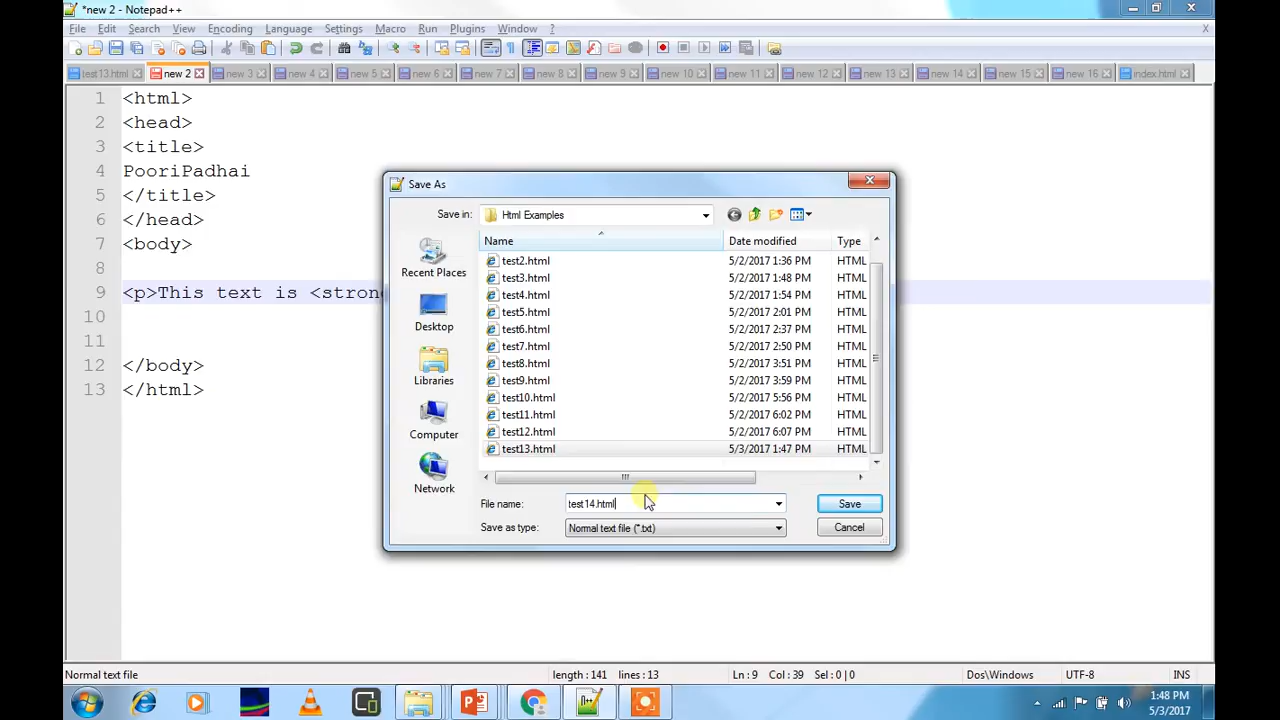 *new 2 - Notepad++
File Edit Search View Encoding Language Settings Macro Run Plugins Window ? X
test13.html new 2 new 3 new 4 new 5 new 6 new 7 new 8 new 9 new 10 new 11 new 12 new 13 new 14 new 15 new 16 index.html
1 <html>
2 <head>
3 <title>
4 PooriPadhai
5 </title>
6 </head>
7 <body>
8
9 <p>This text is <strong
10
11
12 </body>
13 </html>
Save As
Save in: Html Examples
Name Date modified Type
test2.html 5/2/2017 1:36 PM HTML
test3.html 5/2/2017 1:48 PM HTML
test4.html 5/2/2017 1:54 PM HTML
test5.html 5/2/2017 2:01 PM HTML
test6.html 5/2/2017 2:37 PM HTML
test7.html 5/2/2017 2:50 PM HTML
test8.html 5/2/2017 3:51 PM HTML
test9.html 5/2/2017 3:59 PM HTML
test10.html 5/2/2017 5:56 PM HTML
test11.html 5/2/2017 6:02 PM HTML
test12.html 5/2/2017 6:07 PM HTML
test13.html 5/3/2017 1:47 PM HTML
Recent Places
Desktop
Libraries
Computer
Network
File name: test14.html Save
Save as type: Normal text file (*.txt) Cancel
Normal text file length : 141 lines : 13 Ln : 9 Col : 39 Sel : 0 | 0 Dos\Windows UTF-8 INS
1:48 PM
5/3/2017